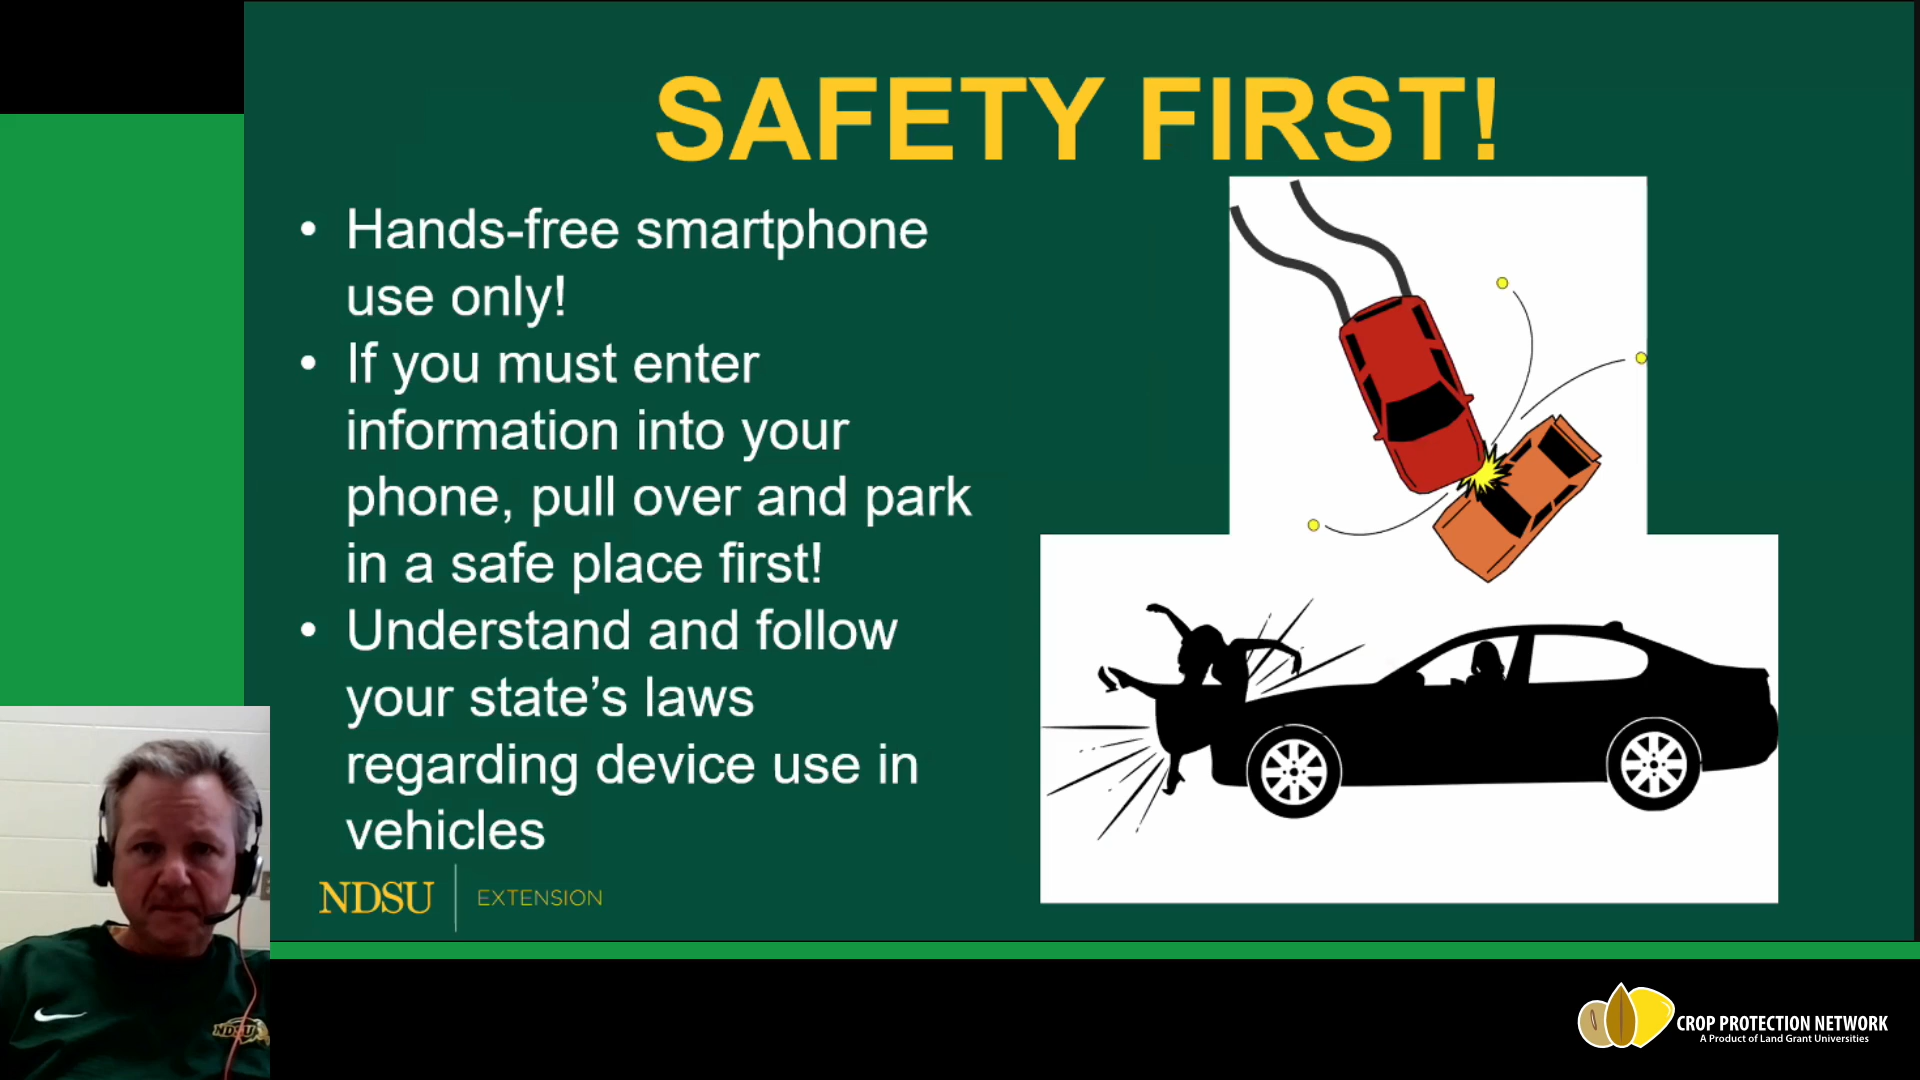 SAFETY FIRST!
• Hands-free smartphone
use only!
• If you must enter
information into your
phone, pull over and park
in a safe place first!
• Understand and follow
your state’s laws
regarding device use in
vehicles
NDSU | EXTENSION
NDSU
CROP PROTECTION NETWORK
A Product of Land Grant Universities